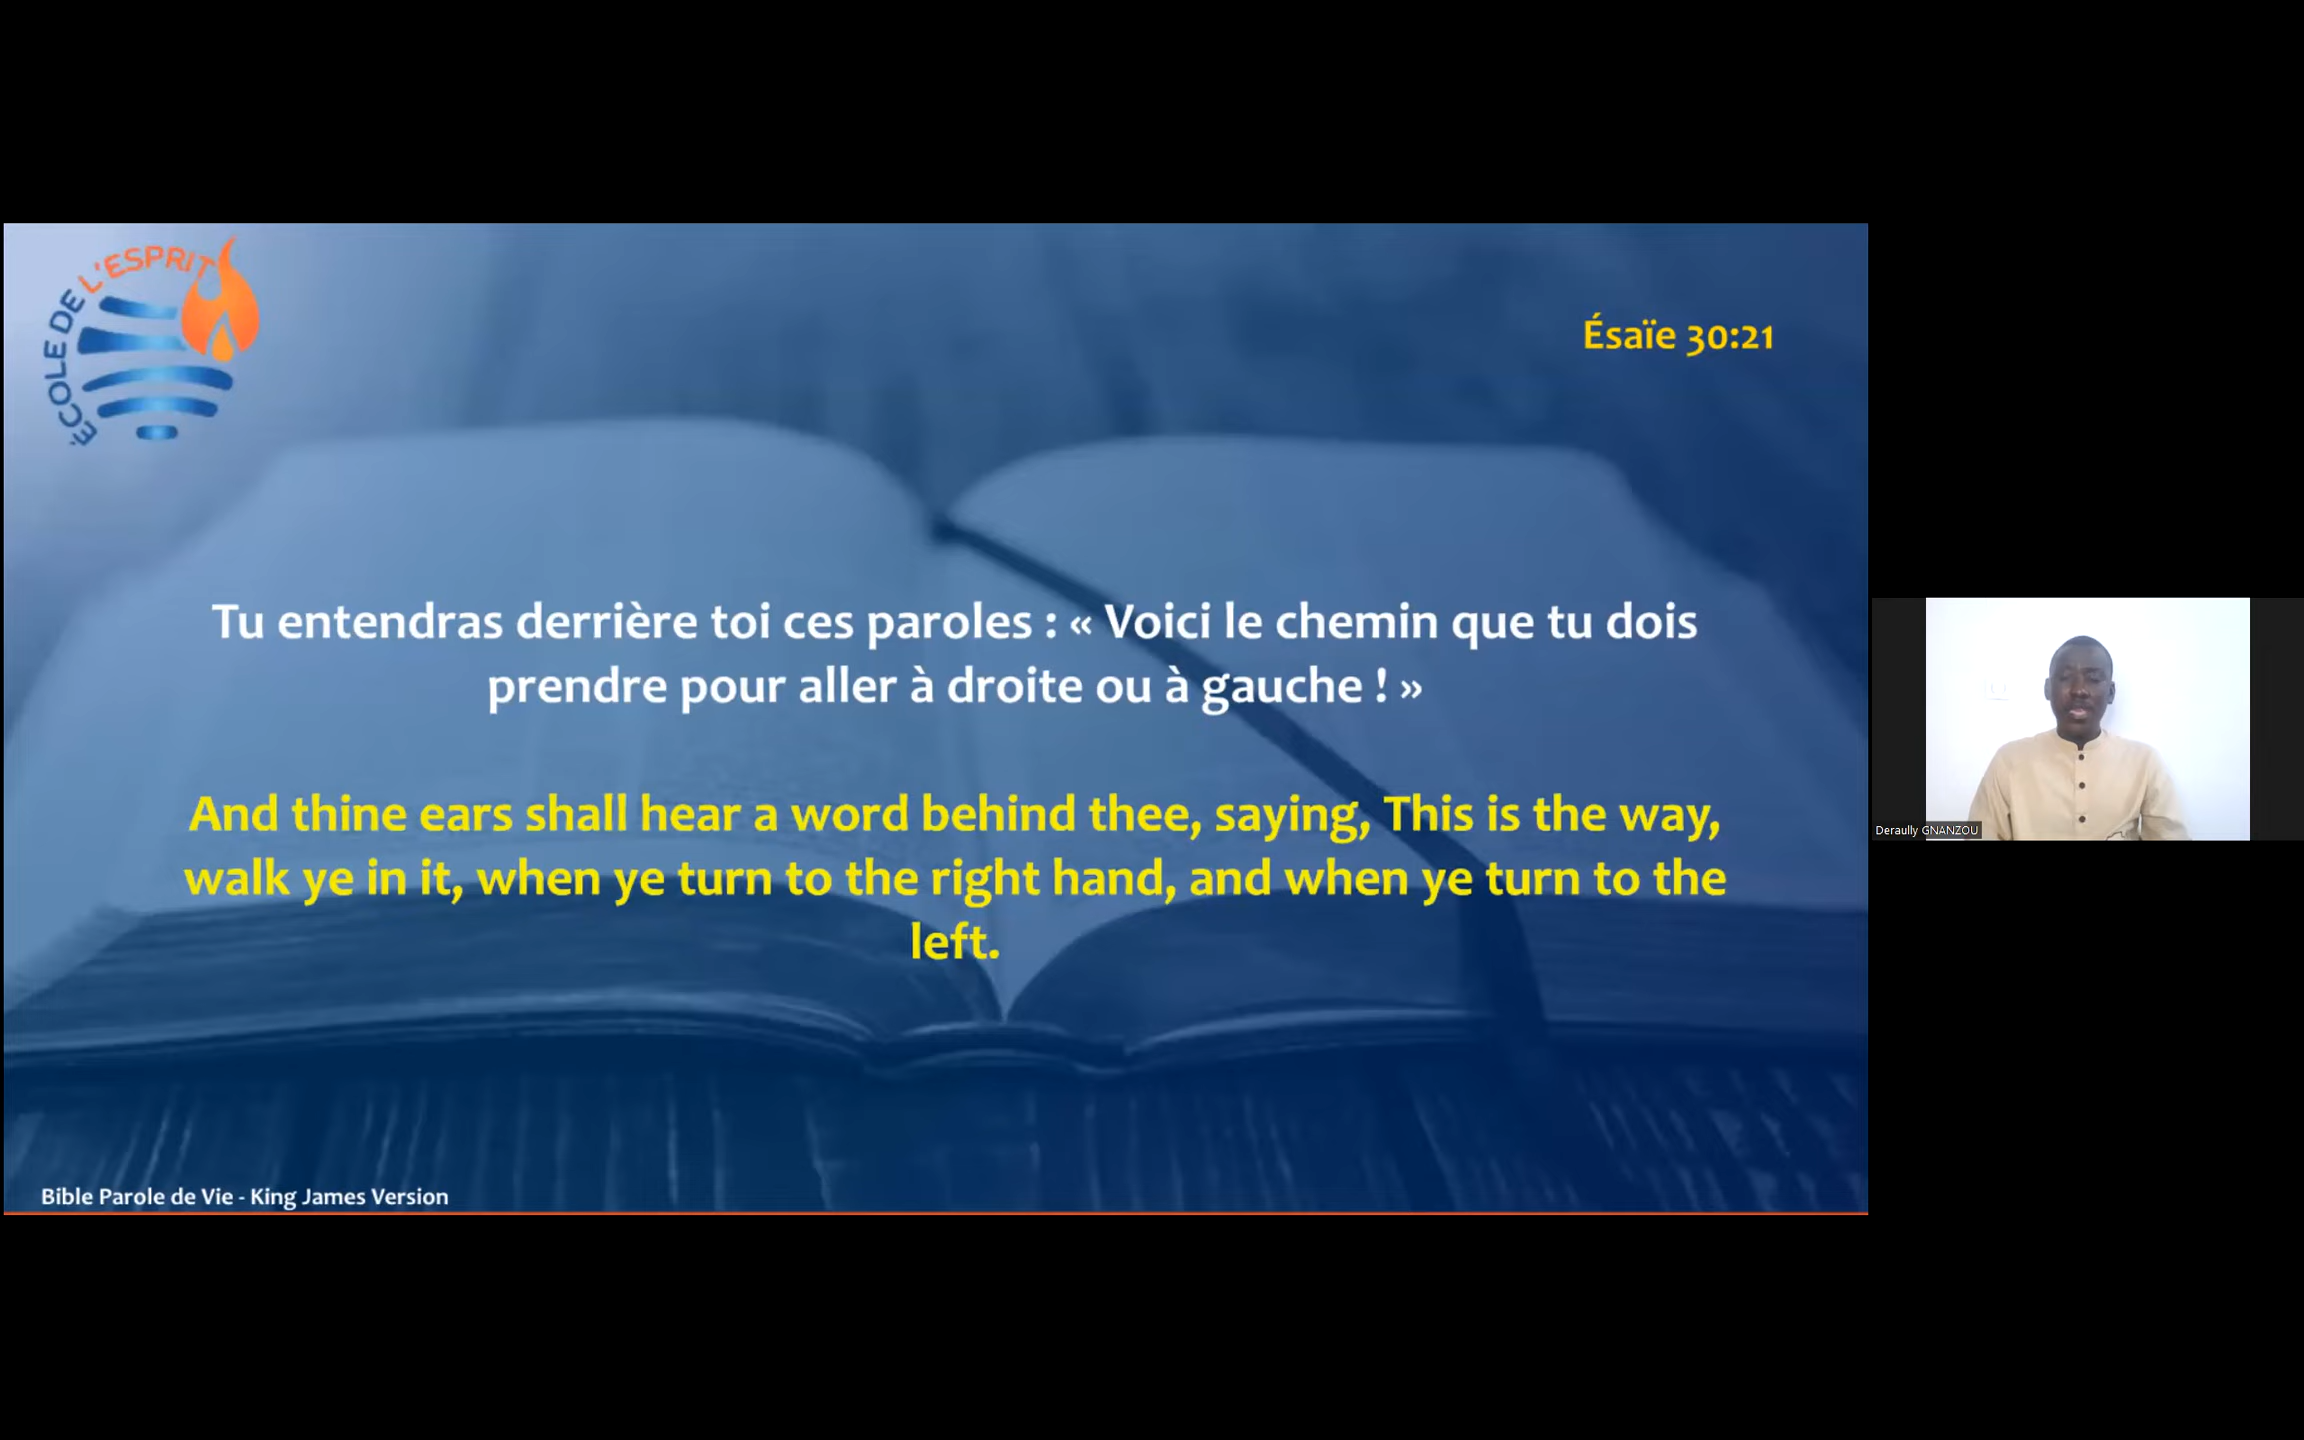 ÉCOLE DE L'ESPRIT
Ésaïe 30:21
Tu entendras derrière toi ces paroles : « Voici le chemin que tu dois
prendre pour aller à droite ou à gauche ! »
And thine ears shall hear a word behind thee, saying, This is the way,
walk ye in it, when ye turn to the right hand, and when ye turn to the
left.
Deraully GNANZOU
Bible Parole de Vie - King James Version